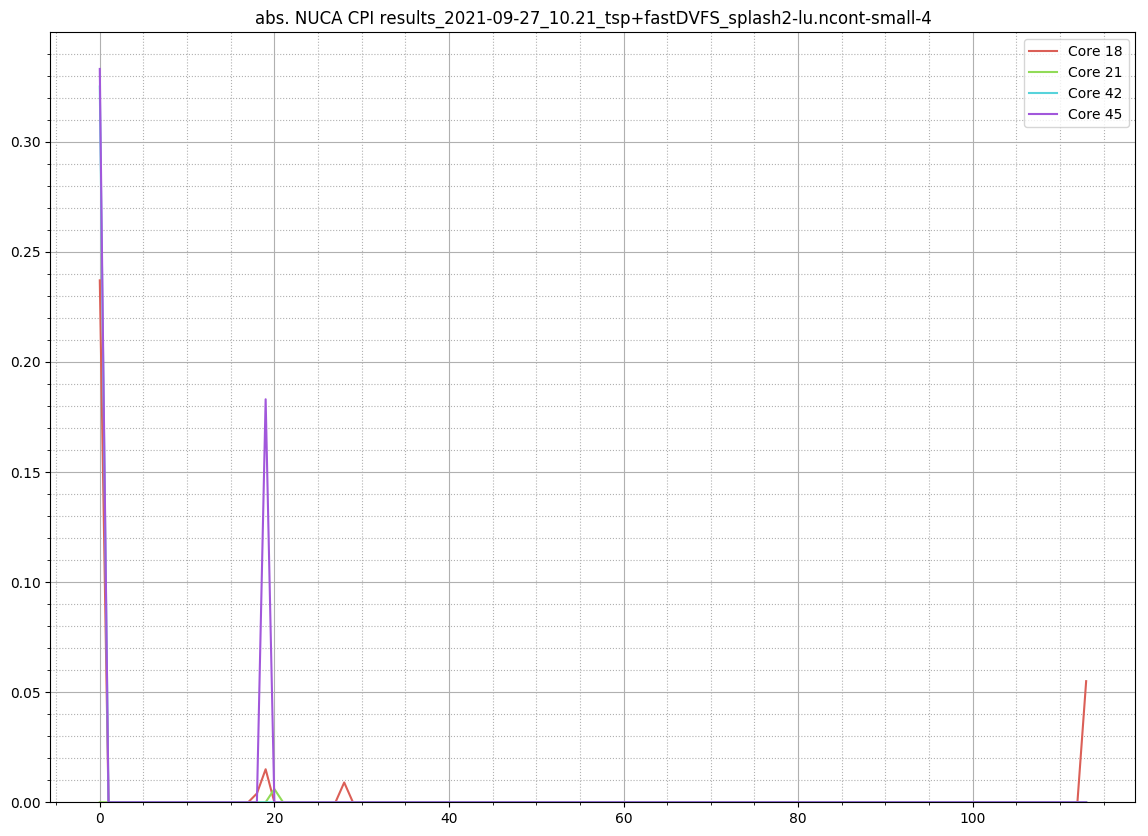 abs. NUCA CPI results_2021-09-27_10.21_tsp+fastDVFS_splash2-lu.ncont-small-4
Core 18
Core 21
Core 42
Core 45
0.30
0.25
0.20
0.15
0.10
0.05
0.00
0 20 40 60 80 100